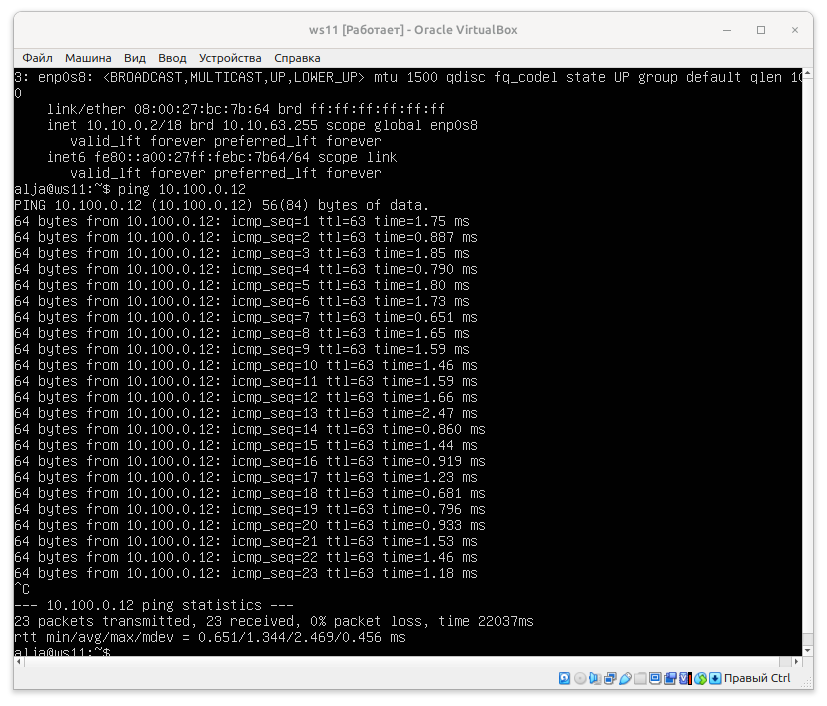 ws11 [Работает] - Oracle VirtualBox
Файл Машина Вид Ввод Устройства Справка
3: enp0s8: <BROADCAST,MULTICAST,UP,LOWER_UP> mtu 1500 qdisc fq_codel state UP group default qlen 100
0
link/ether 08:00:27:bc:7b:64 brd ff:ff:ff:ff:ff:ff
inet 10.10.0.2/18 brd 10.10.63.255 scope global enp0s8
valid_lft forever preferred_lft forever
inet6 fe80::a00:27ff:febc:7b64/64 scope link
valid_lft forever preferred_lft forever
alja@ws11:~$ ping 10.100.0.12
PING 10.100.0.12 (10.100.0.12) 56(84) bytes of data.
64 bytes from 10.100.0.12: icmp_seq=1 ttl=63 time=1.75 ms
64 bytes from 10.100.0.12: icmp_seq=2 ttl=63 time=0.887 ms
64 bytes from 10.100.0.12: icmp_seq=3 ttl=63 time=1.85 ms
64 bytes from 10.100.0.12: icmp_seq=4 ttl=63 time=0.790 ms
64 bytes from 10.100.0.12: icmp_seq=5 ttl=63 time=1.80 ms
64 bytes from 10.100.0.12: icmp_seq=6 ttl=63 time=1.73 ms
64 bytes from 10.100.0.12: icmp_seq=7 ttl=63 time=0.651 ms
64 bytes from 10.100.0.12: icmp_seq=8 ttl=63 time=1.65 ms
64 bytes from 10.100.0.12: icmp_seq=9 ttl=63 time=1.59 ms
64 bytes from 10.100.0.12: icmp_seq=10 ttl=63 time=1.46 ms
64 bytes from 10.100.0.12: icmp_seq=11 ttl=63 time=1.59 ms
64 bytes from 10.100.0.12: icmp_seq=12 ttl=63 time=1.66 ms
64 bytes from 10.100.0.12: icmp_seq=13 ttl=63 time=2.47 ms
64 bytes from 10.100.0.12: icmp_seq=14 ttl=63 time=0.860 ms
64 bytes from 10.100.0.12: icmp_seq=15 ttl=63 time=1.44 ms
64 bytes from 10.100.0.12: icmp_seq=16 ttl=63 time=0.919 ms
64 bytes from 10.100.0.12: icmp_seq=17 ttl=63 time=1.23 ms
64 bytes from 10.100.0.12: icmp_seq=18 ttl=63 time=0.681 ms
64 bytes from 10.100.0.12: icmp_seq=19 ttl=63 time=0.796 ms
64 bytes from 10.100.0.12: icmp_seq=20 ttl=63 time=0.933 ms
64 bytes from 10.100.0.12: icmp_seq=21 ttl=63 time=1.53 ms
64 bytes from 10.100.0.12: icmp_seq=22 ttl=63 time=1.46 ms
64 bytes from 10.100.0.12: icmp_seq=23 ttl=63 time=1.18 ms
^C
--- 10.100.0.12 ping statistics ---
23 packets transmitted, 23 received, 0% packet loss, time 22037ms
rtt min/avg/max/mdev = 0.651/1.344/2.469/0.456 ms
alja@ws11:~$
Правый Ctrl